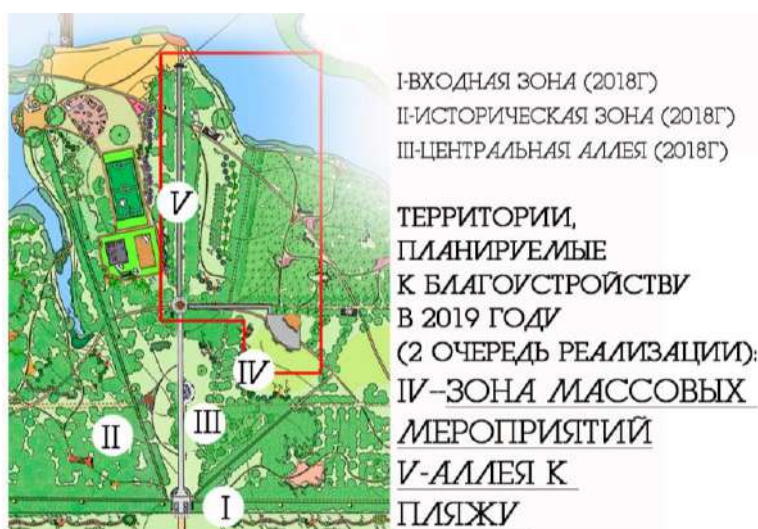 I-ВХОДНАЯ ЗОНА (2018Г)
II-ИСТОРИЧЕСКАЯ ЗОНА (2018Г)
III-ЦЕНТРАЛЬНАЯ АЛЛЕЯ (2018Г)
ТЕРРИТОРИИ,
ПЛАНИРУЕМЫЕ
К БЛАГОУСТРОЙСТВУ
В 2019 ГОДУ
(2 ОЧЕРЕДЬ РЕАЛИЗАЦИИ):
IV-ЗОНА МАССОВЫХ
МЕРОПРИЯТИЙ
V-АЛЛЕЯ К
ПЛЯЖУ
V
IV
III
II
I